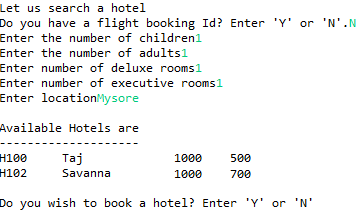 Let us search a hotel
Do you have a flight booking Id? Enter 'Y' or 'N'.N
Enter the number of children1
Enter the number of adults1
Enter number of deluxe rooms1
Enter number of executive rooms1
Enter locationMysore
Available Hotels are
--------------------
H100 Taj 1000 500
H102 Savanna 1000 700
Do you wish to book a hotel? Enter 'Y' or 'N'